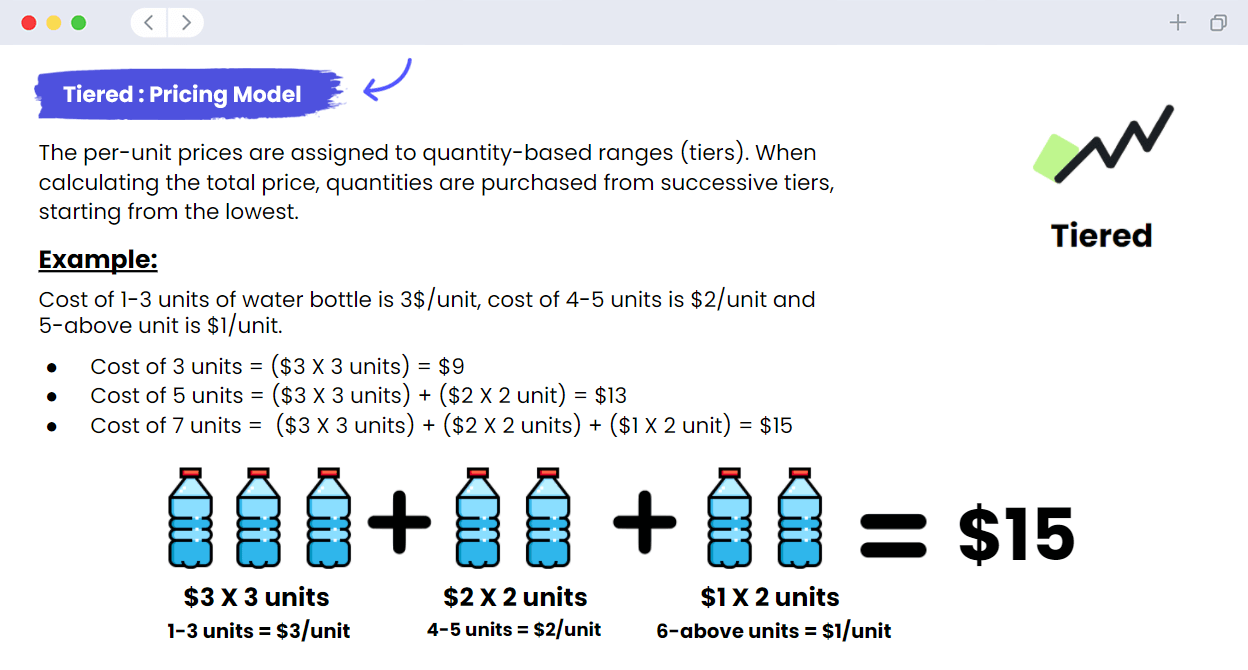 Tiered : Pricing Model
The per-unit prices are assigned to quantity-based ranges (tiers). When
calculating the total price, quantities are purchased from successive tiers,
starting from the lowest.
Tiered
Example:
Cost of 1-3 units of water bottle is 3$/unit, cost of 4-5 units is $2/unit and
5-above unit is $1/unit.
● Cost of 3 units = ($3 X 3 units) = $9
● Cost of 5 units = ($3 X 3 units) + ($2 X 2 unit) = $13
● Cost of 7 units = ($3 X 3 units) + ($2 X 2 units) + ($1 X 2 unit) = $15
+ + = $15
$3 X 3 units $2 X 2 units $1 X 2 units
1-3 units = $3/unit 4-5 units = $2/unit 6-above units = $1/unit